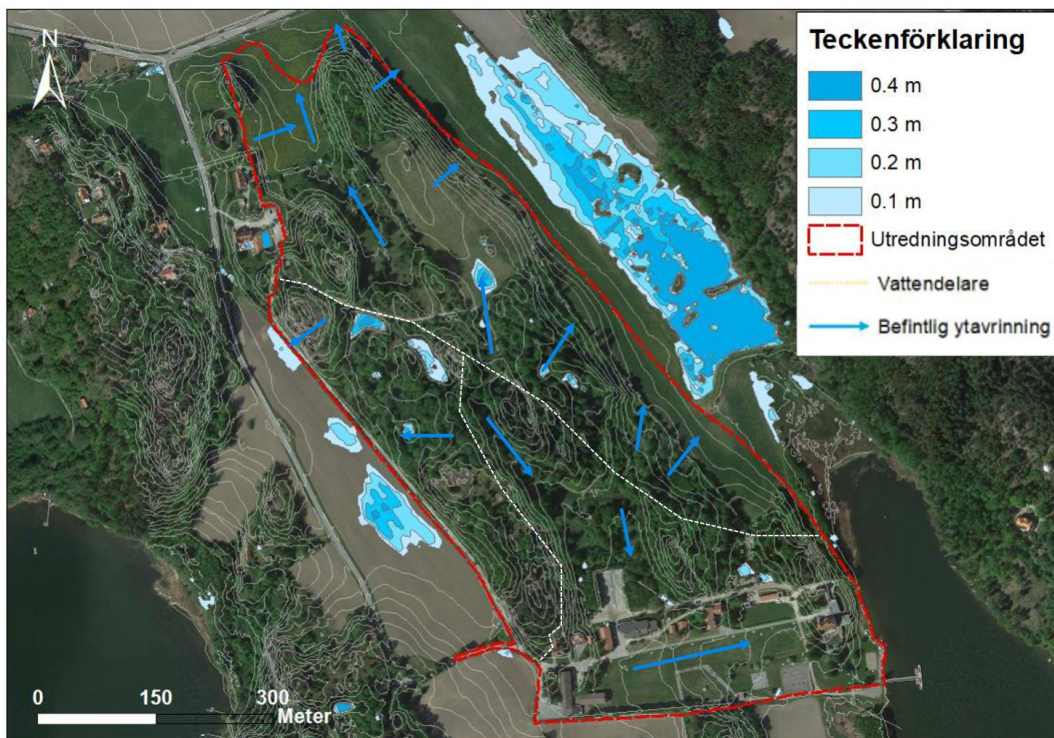 N
Teckenförklaring
0.4 m
0.3 m
0.2 m
0.1 m
Utredningsområdet
Vattendelare
Befintlig ytavrinning
0 150 300
Meter